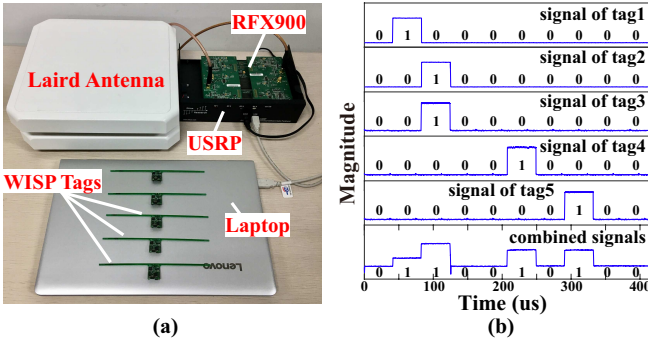 RFX900
Laird Antenna
USRP
WISP Tags
Laptop
Lenovo
(a)
signal of tag1
0 1 0 0 0 0 0 0 0 0
signal of tag2
0 0 1 0 0 0 0 0 0 0
signal of tag3
0 0 1 0 0 0 0 0 0 0
signal of tag4
0 0 0 0 0 1 0 0 0 0
signal of tag5
0 0 0 0 0 0 0 1 0 0
combined signals
0 1 1 0 0 1 0 1 0 0
Magnitude
0 100 200 300 400
Time (us)
(b)